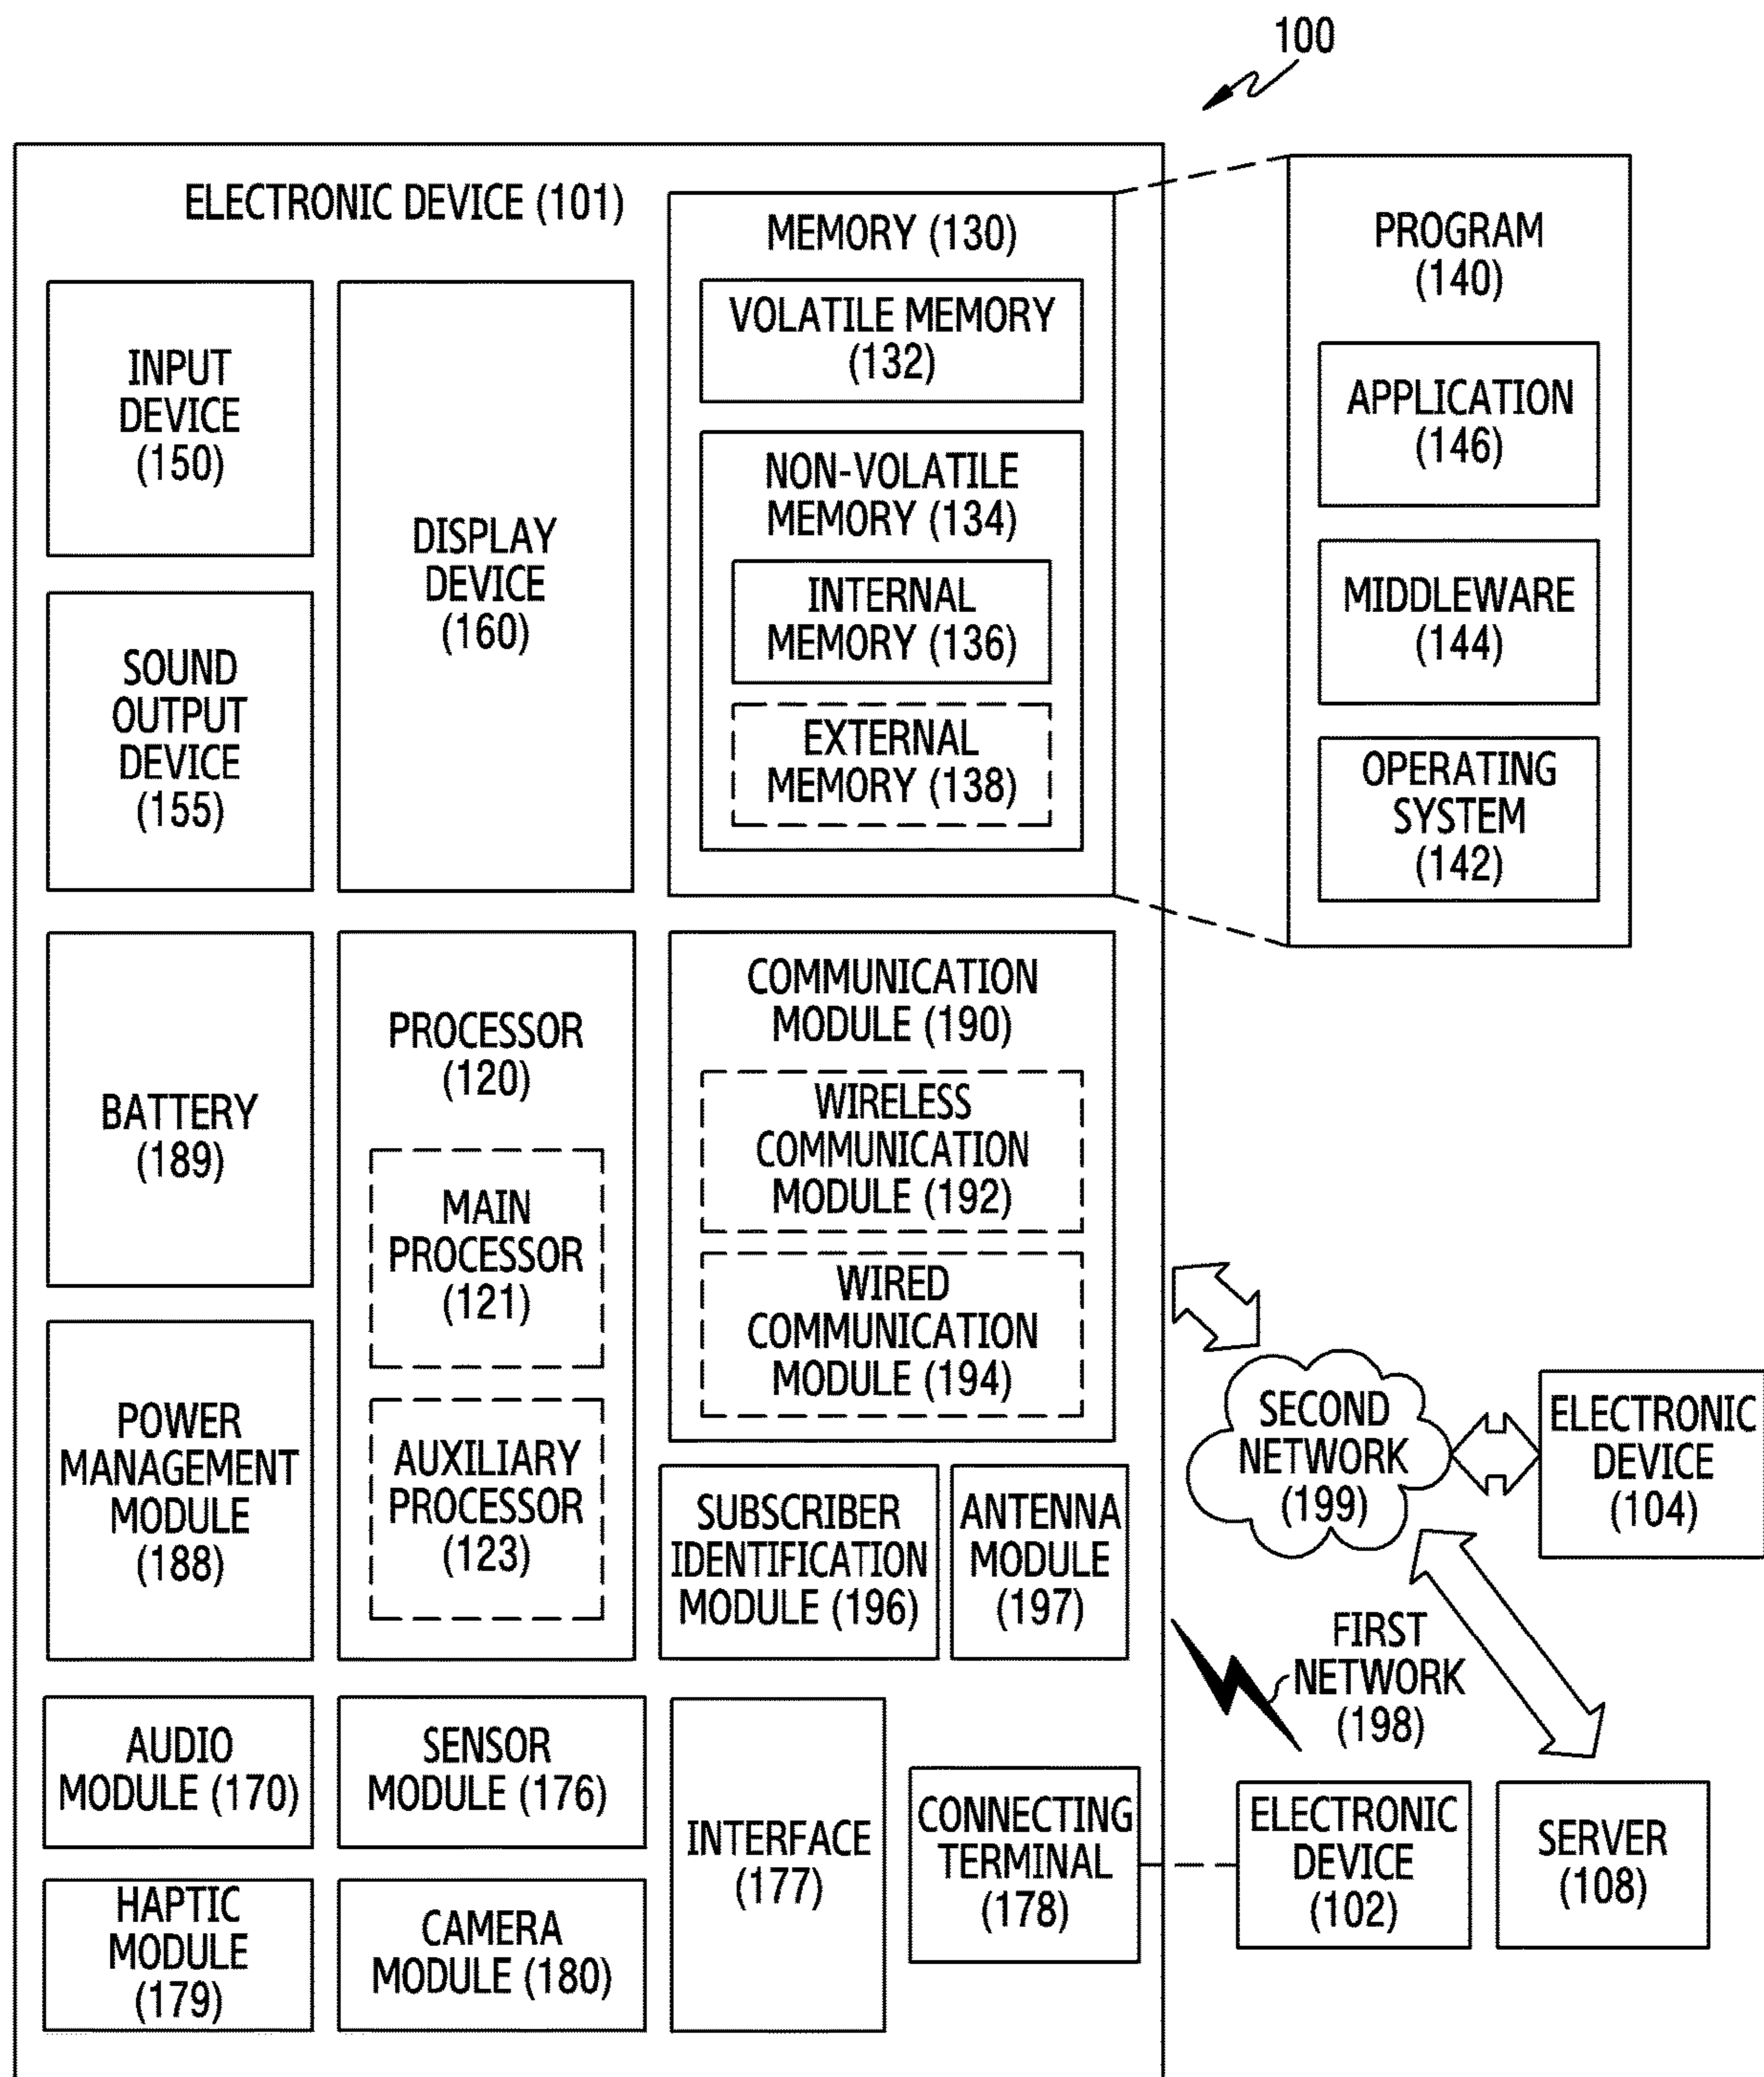 100
ELECTRONIC DEVICE (101)
INPUT
DEVICE
(150)
DISPLAY
DEVICE
(160)
SOUND
OUTPUT
DEVICE
(155)
MEMORY (130)
VOLATILE MEMORY
(132)
NON-VOLATILE
MEMORY (134)
INTERNAL
MEMORY (136)
EXTERNAL
MEMORY (138)
PROGRAM
(140)
APPLICATION
(146)
MIDDLEWARE
(144)
OPERATING
SYSTEM
(142)
BATTERY
(189)
PROCESSOR
(120)
MAIN
PROCESSOR
(121)
AUXILIARY
PROCESSOR
(123)
COMMUNICATION
MODULE (190)
WIRELESS
COMMUNICATION
MODULE (192)
WIRED
COMMUNICATION
MODULE (194)
POWER
MANAGEMENT
MODULE
(188)
SUBSCRIBER
IDENTIFICATION
MODULE (196)
ANTENNA
MODULE
(197)
SECOND
NETWORK
(199)
ELECTRONIC
DEVICE
(104)
FIRST
NETWORK
(198)
AUDIO
MODULE (170)
SENSOR
MODULE (176)
INTERFACE
(177)
CONNECTING
TERMINAL
(178)
ELECTRONIC
DEVICE
(102)
SERVER
(108)
HAPTIC
MODULE
(179)
CAMERA
MODULE (180)